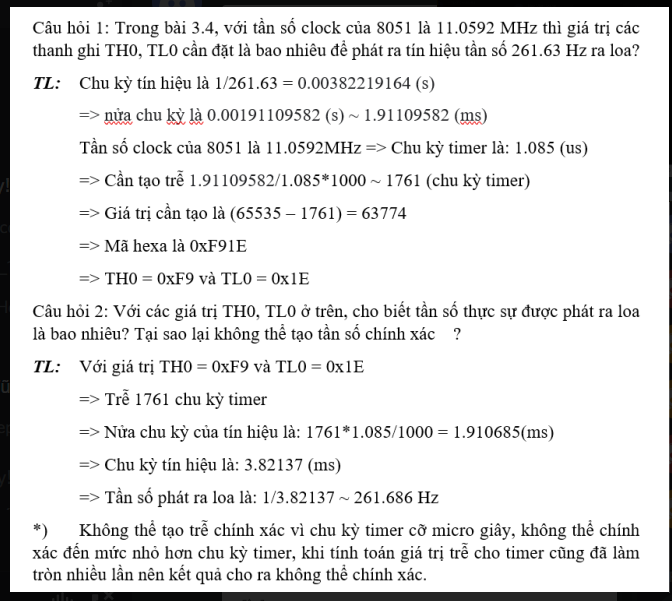 Câu hỏi 1: Trong bài 3.4, với tần số clock của 8051 là 11.0592 MHz thì giá trị các
thanh ghi TH0, TL0 cần đặt là bao nhiêu để phát ra tín hiệu tần số 261.63 Hz ra loa?
TL: Chu kỳ tín hiệu là 1/261.63 = 0.00382219164 (s)
=> nửa chu kỳ là 0.00191109582 (s) ~ 1.91109582 (ms)
Tần số clock của 8051 là 11.0592MHz => Chu kỳ timer là: 1.085 (us)
=> Cần tạo trễ 1.91109582/1.085*1000 ~ 1761 (chu kỳ timer)
=> Giá trị cần tạo là (65535 – 1761) = 63774
=> Mã hexa là 0xF91E
=> TH0 = 0xF9 và TL0 = 0x1E
Câu hỏi 2: Với các giá trị TH0, TL0 ở trên, cho biết tần số thực sự được phát ra loa
là bao nhiêu? Tại sao lại không thể tạo tần số chính xác ?
TL: Với giá trị TH0 = 0xF9 và TL0 = 0x1E
=> Trễ 1761 chu kỳ timer
=> Nửa chu kỳ của tín hiệu là: 1761*1.085/1000 = 1.910685(ms)
=> Chu kỳ tín hiệu là: 3.82137 (ms)
=> Tần số phát ra loa là: 1/3.82137 ~ 261.686 Hz
*) Không thể tạo trễ chính xác vì chu kỳ timer cỡ micro giây, không thể chính
xác đến mức nhỏ hơn chu kỳ timer, khi tính toán giá trị trễ cho timer cũng đã làm
tròn nhiều lần nên kết quả cho ra không thể chính xác.